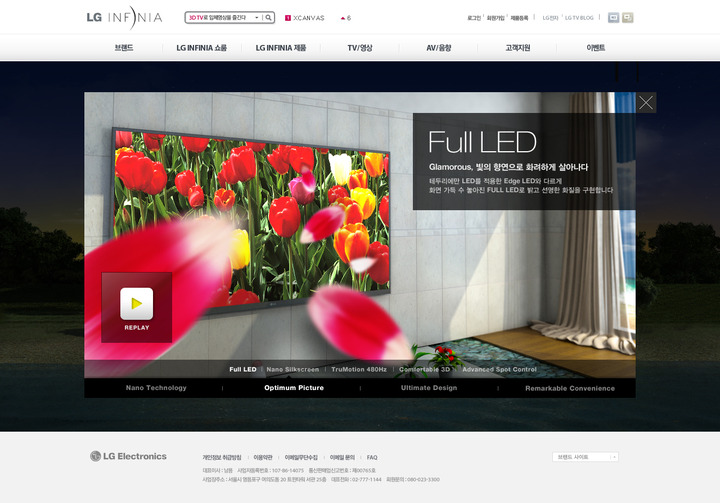 LG INFINIA
3D TV로 입체영상을 즐긴다
1 XCANVAS
6
로그인 회원가입 제품등록 LG전자 LG TV BLOG
브랜드 LG INFINIA 쇼룸 LG INFINIA 제품 TV/영상 AV/음향 고객지원 이벤트
Full LED
Glamorous, 빛의 향연으로 화려하게 살아나다
테두리에만 LED를 적용한 Edge LED와 다르게
화면 가득 수 놓아진 FULL LED로 밝고 선명한 화질을 구현합니다
REPLAY
Full LED Nano Silkscreen TruMotion 480Hz Comfortable 3D Advanced Spot Control
Nano Technology Optimum Picture Ultimate Design Remarkable Convenience
LG Electronics
개인정보 취급방침 이용약관 이메일무단수집 이메일 문의 FAQ
브랜드 사이트
대표이사 : 남용 사업자등록번호 : 107-86-14075 통신판매업신고번호 : 제00765호
사업장주소 : 서울시 영등포구 여의도동 20 트윈타워 서관 25층 대표전화 : 02-777-1144 회원문의 : 080-023-3300